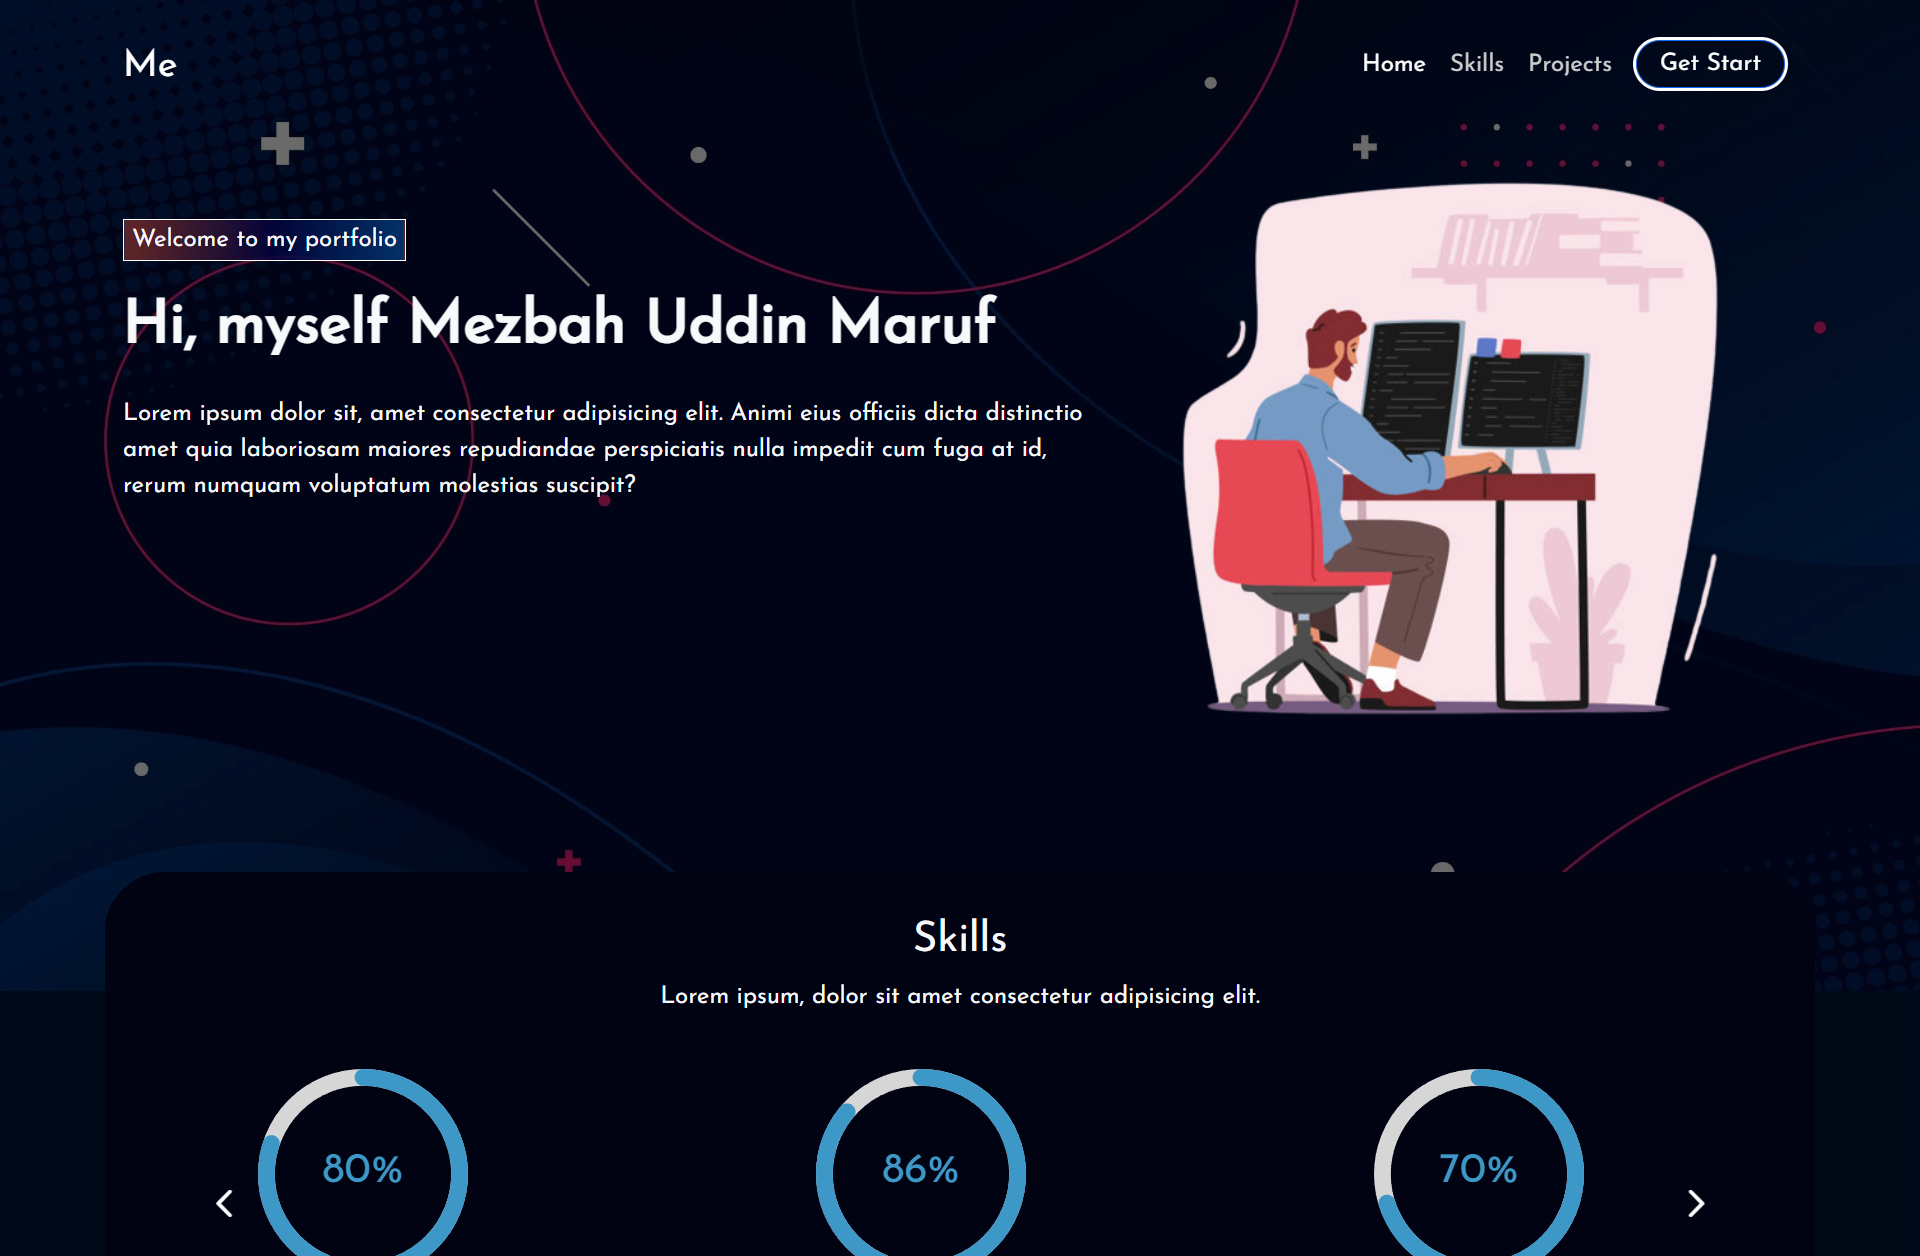 Me
Home Skills Projects Get Start
Welcome to my portfolio
Hi, myself Mezbah Uddin Maruf
Lorem ipsum dolor sit, amet consectetur adipisicing elit. Animi eius officiis dicta distinctio
amet quia laboriosam maiores repudiandae perspiciatis nulla impedit cum fuga at id,
rerum numquam voluptatum molestias suscipit?
Skills
Lorem ipsum, dolor sit amet consectetur adipisicing elit.
80% 86% 70%